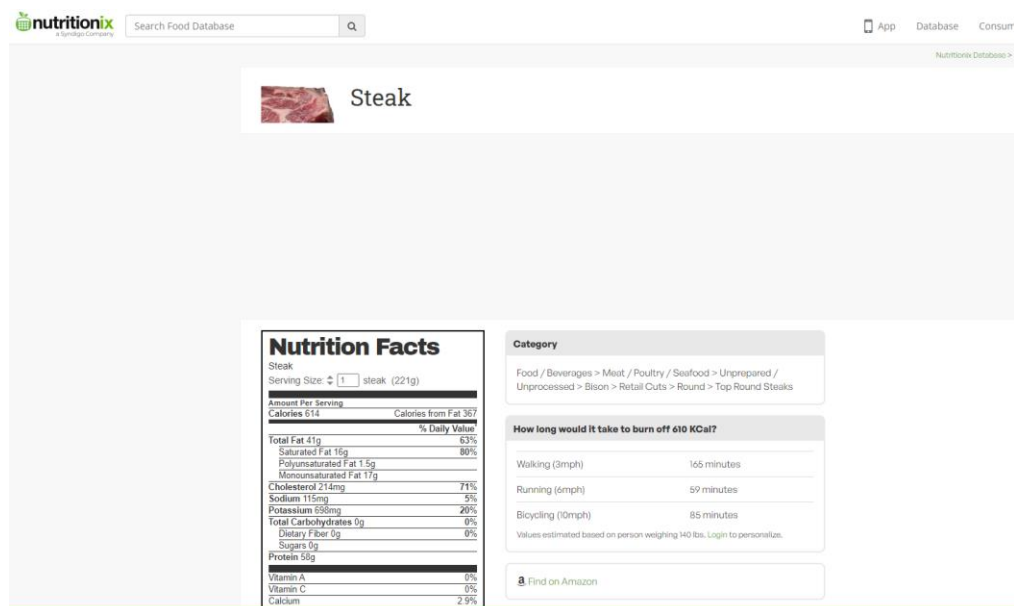 nutritionix
a Syndigo Company
Search Food Database
App Database Consum
Nutritionix Database >
Steak
Nutrition Facts
Steak
Serving Size: 1 steak (221g)
Amount Per Serving
Calories 614 Calories from Fat 367
% Daily Value*
Total Fat 41g 63%
Saturated Fat 16g 80%
Polyunsaturated Fat 1.5g
Monounsaturated Fat 17g
Cholesterol 214mg 71%
Sodium 115mg 5%
Potassium 698mg 20%
Total Carbohydrates 0g 0%
Dietary Fiber 0g 0%
Sugars 0g
Protein 58g
Vitamin A 0%
Vitamin C 0%
Calcium 2.9%
Category
Food / Beverages > Meat / Poultry / Seafood > Unprepared /
Unprocessed > Bison > Retail Cuts > Round > Top Round Steaks
How long would it take to burn off 610 KCal?
Walking (3mph) 165 minutes
Running (6mph) 59 minutes
Bicycling (10mph) 85 minutes
Values estimated based on person weighing 140 lbs. Login to personalize.
a Find on Amazon